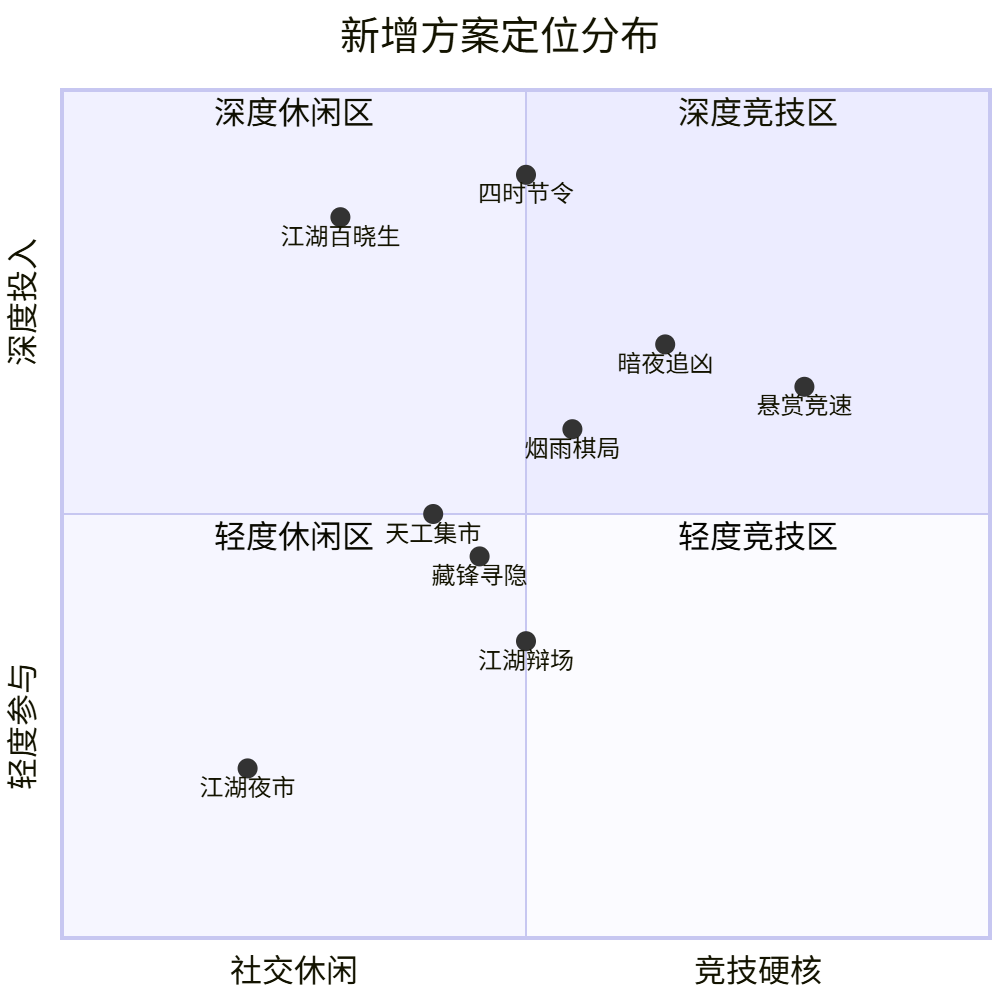 新增方案定位分布
深度休闲区
深度竞技区
四时节令
江湖百晓生
深度投入
暗夜追凶
悬赏竞速
烟雨棋局
轻度休闲区
天工集市
轻度竞技区
藏锋寻隐
江湖辩场
轻度参与
江湖夜市
社交休闲
竞技硬核